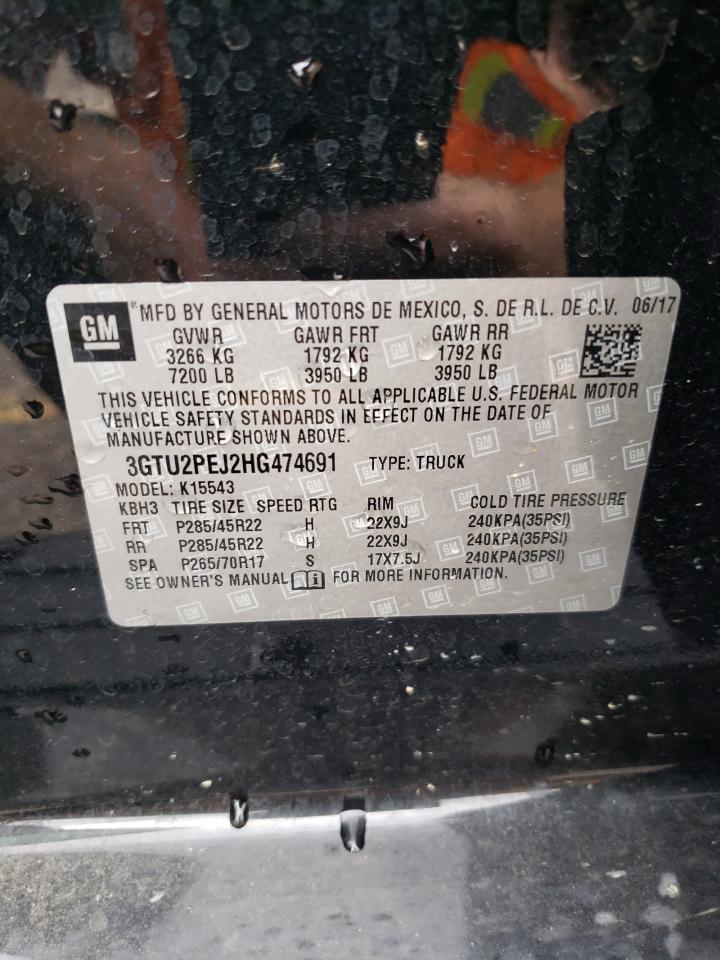 GM ® MFD BY GENERAL MOTORS DE MEXICO, S. DE R.L. DE C.V. 06/17
GVWR GAWR FRT GAWR RR
3266 KG 1792 KG 1792 KG
7200 LB 3950 LB 3950 LB
THIS VEHICLE CONFORMS TO ALL APPLICABLE U.S. FEDERAL MOTOR
VEHICLE SAFETY STANDARDS IN EFFECT ON THE DATE OF
MANUFACTURE SHOWN ABOVE.
3GTU2PEJ2HG474691 TYPE: TRUCK
MODEL: K15543
KBH3 TIRE SIZE SPEED RTG RIM COLD TIRE PRESSURE
FRT P285/45R22 H 22X9J 240KPA(35PSI)
RR P285/45R22 H 22X9J 240KPA(35PSI)
SPA P265/70R17 S 17X7.5J 240KPA(35PSI)
SEE OWNER'S MANUAL i FOR MORE INFORMATION.